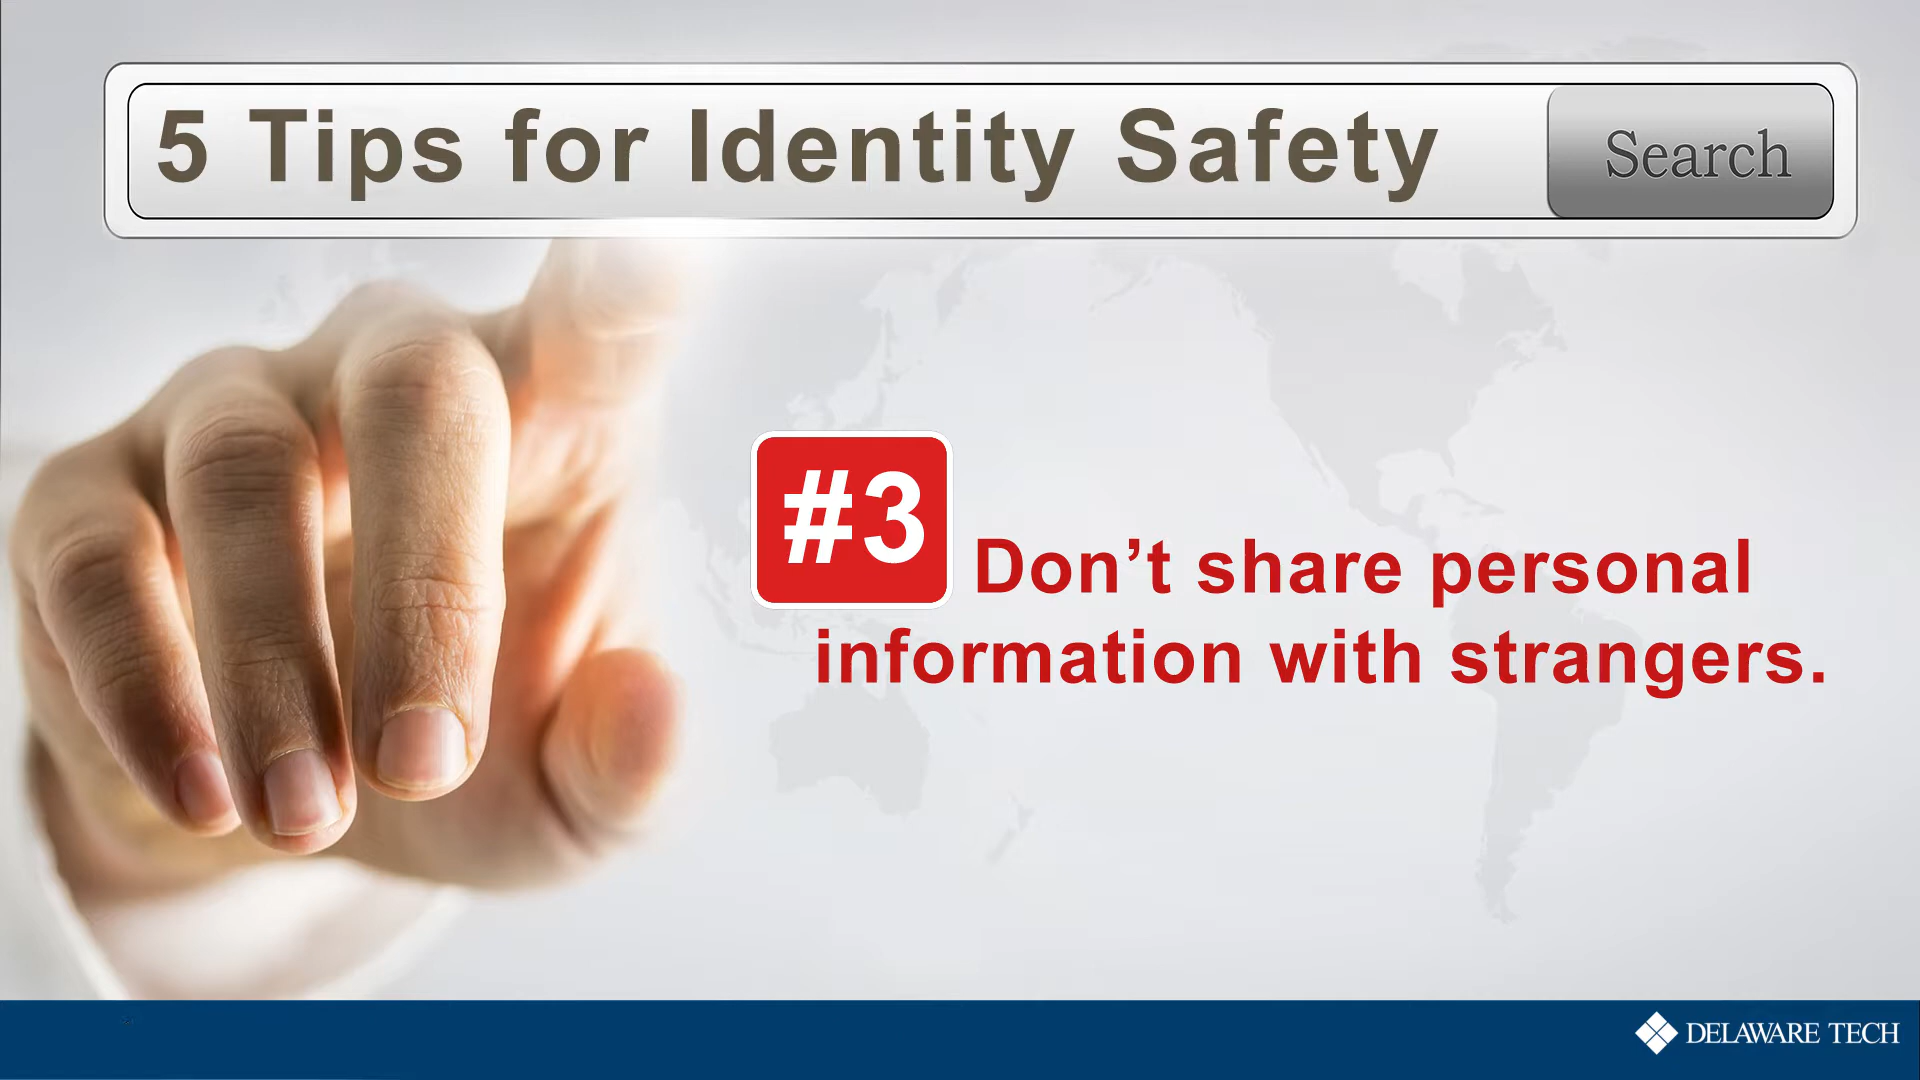 5 Tips for Identity Safety
Search
#3 Don’t share personal
information with strangers.
DELAWARE TECH